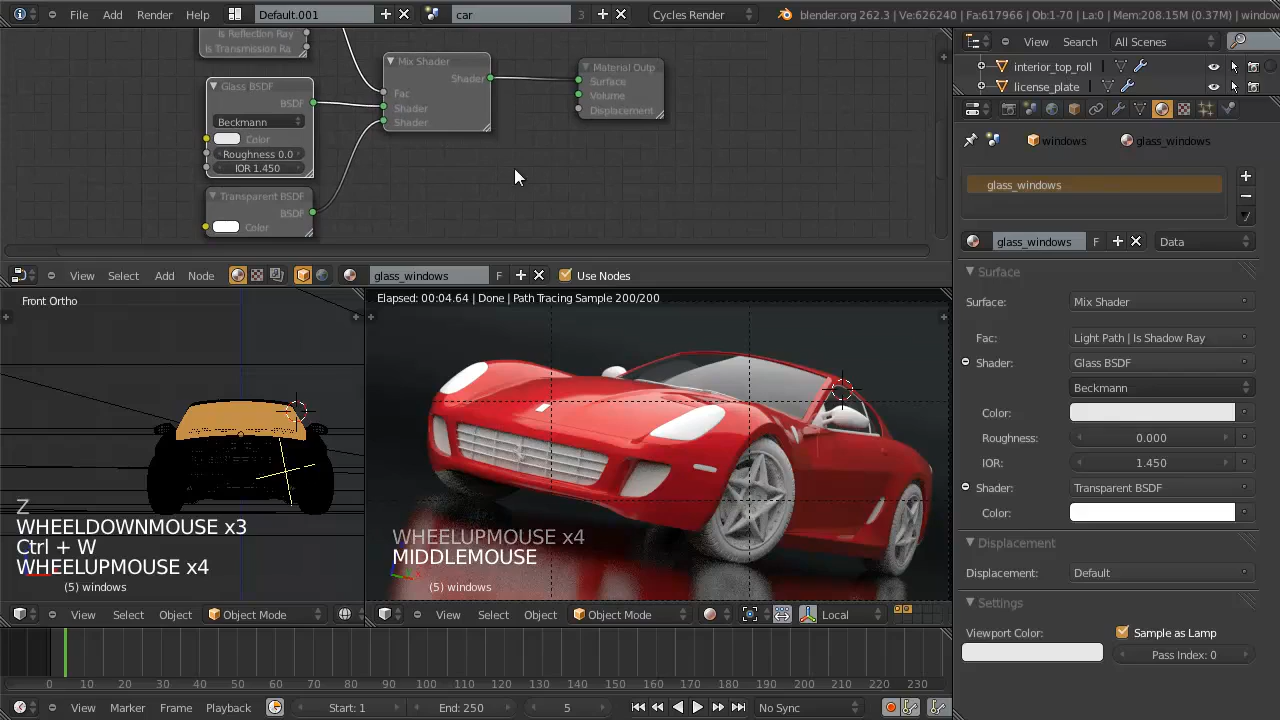 File Add Render Help Default.001 car 3 Cycles Render blender.org 262.3 | Ve:626240 | Fa:617966 | Ob:1-70 | La:0 | Mem:208.15M (0.37M) | window
Is Reflection Ray
Is Transmission Ra
Glass BSDF
BSDF
Beckmann
Color
Roughness 0.0
IOR 1.450
Transparent BSDF
BSDF
Color
Mix Shader
Shader
Fac
Shader
Shader
Material Outp
Surface
Volume
Displacement
View Search All Scenes
interior_top_roll
license_plate
windows glass_windows
glass_windows
glass_windows F Data
Surface
Surface: Mix Shader
Fac: Light Path | Is Shadow Ray
Shader: Glass BSDF
Beckmann
Color:
Roughness: 0.000
IOR: 1.450
Shader: Transparent BSDF
Color:
Displacement
Displacement: Default
Settings
Viewport Color:
Sample as Lamp
Pass Index: 0
View Select Add Node glass_windows F Use Nodes
Front Ortho
Z
WHEELDOWNMOUSE x3
Ctrl + W
WHEELUPMOUSE x4
(5) windows
View Select Object Object Mode
Elapsed: 00:04.64 | Done | Path Tracing Sample 200/200
WHEELUPMOUSE x4
MIDDLEMOUSE
(5) windows
View Select Object Object Mode Local
0 10 20 30 40 50 60 70 80 90 100 110 120 130 140 150 160 170 180 190 200 210 220 230
View Marker Frame Playback Start: 1 End: 250 5 No Sync